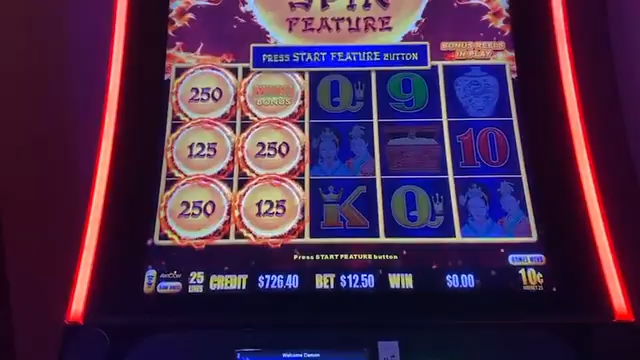 SPIN
FEATURE
PRESS START FEATURE BUTTON
BONUS REELS
IN PLAY
250
BONUS
Q
9
125
250
10
250
125
K
Q
Press START FEATURE button
25
LINES
CREDIT $726.40 BET $12.50 WIN $0.00
10¢
Welcome Damon